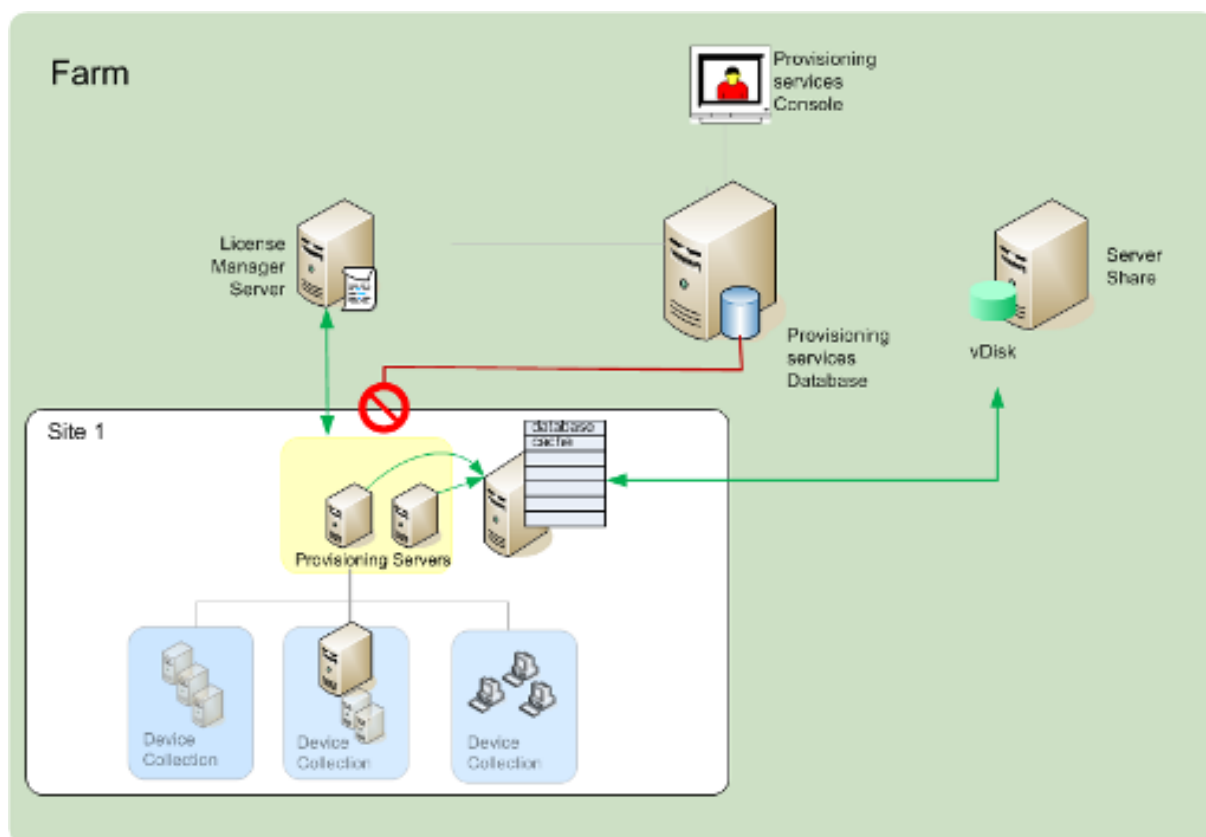 Farm
Provisioning
services
Console
License
Manager
Server
Server
Share
vDisk
Provisioning
services
Database
Site 1
database
cache
Provisioning Servers
Device
Collection
Device
Collection
Device
Collection